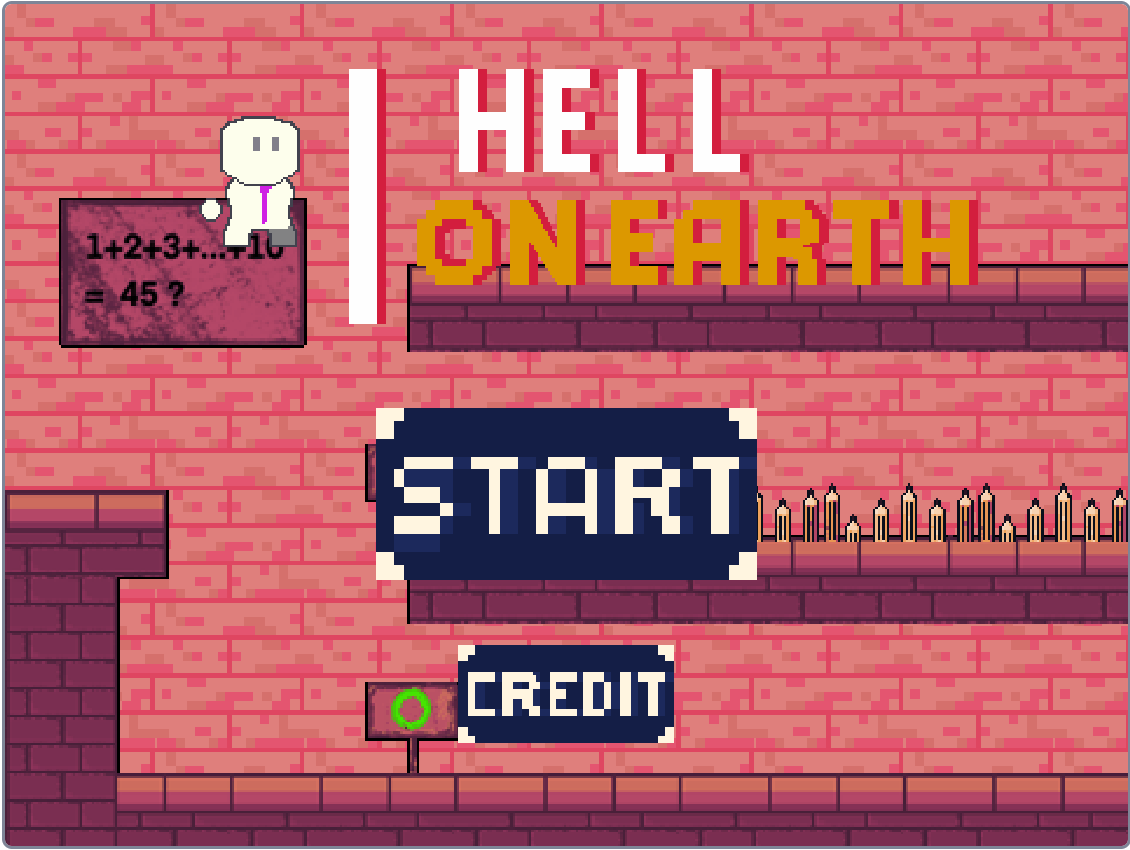 HELL
ON EARTH
1+2+3+...+10
= 45 ?
START
CREDIT